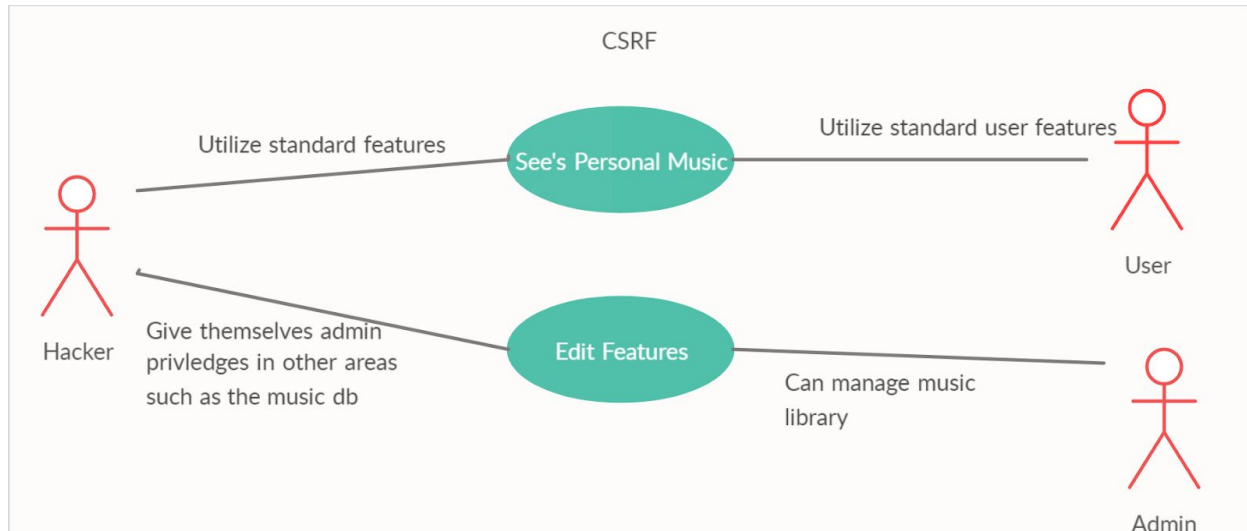 CSRF
Utilize standard features
See's Personal Music
Utilize standard user features
User
Hacker
Give themselves admin
privledges in other areas
such as the music db
Edit Features
Can manage music
library
Admin